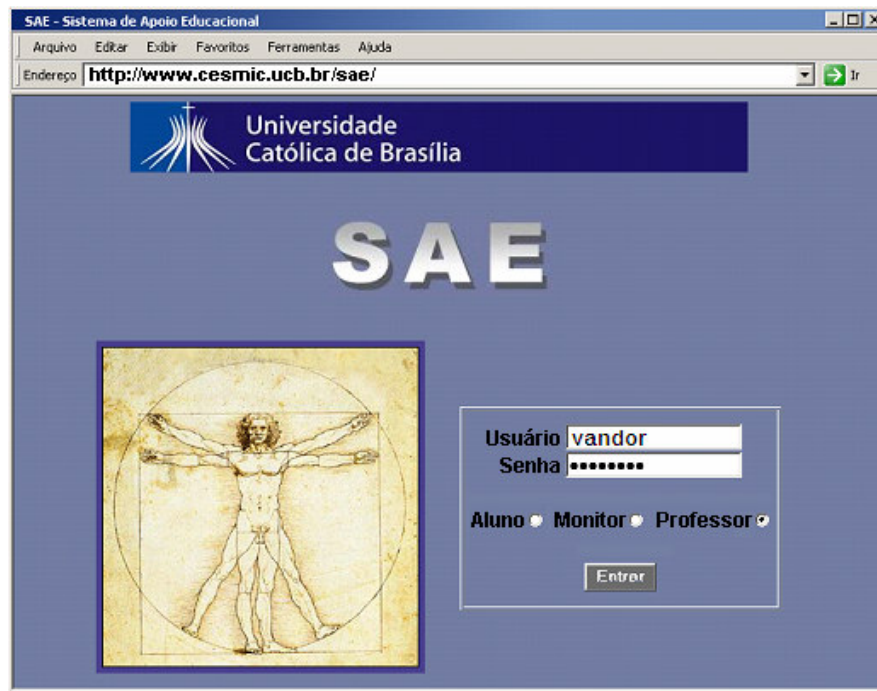 SAE - Sistema de Apoio Educacional
Arquivo Editar Exibir Favoritos Ferramentas Ajuda
Endereço http://www.cesmic.ucb.br/sae/ Ir
Universidade
Católica de Brasília
SAE
Usuário vandor
Senha ••••••••
Aluno Monitor Professor
Entrar